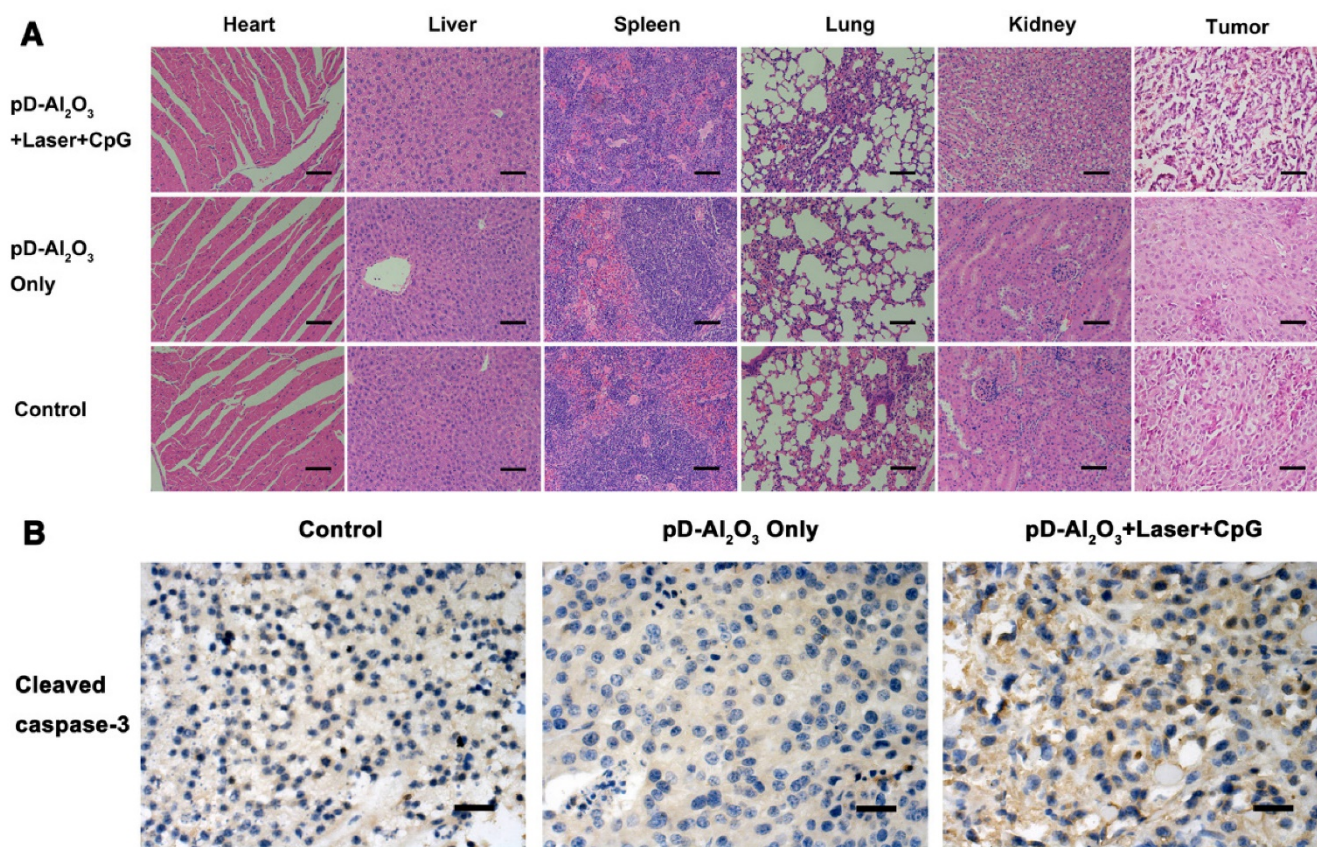 A
Heart Liver Spleen Lung Kidney Tumor
pD-Al₂O₃
+Laser+CpG
pD-Al₂O₃
Only
Control
B
Control pD-Al₂O₃ Only pD-Al₂O₃+Laser+CpG
Cleaved
caspase-3